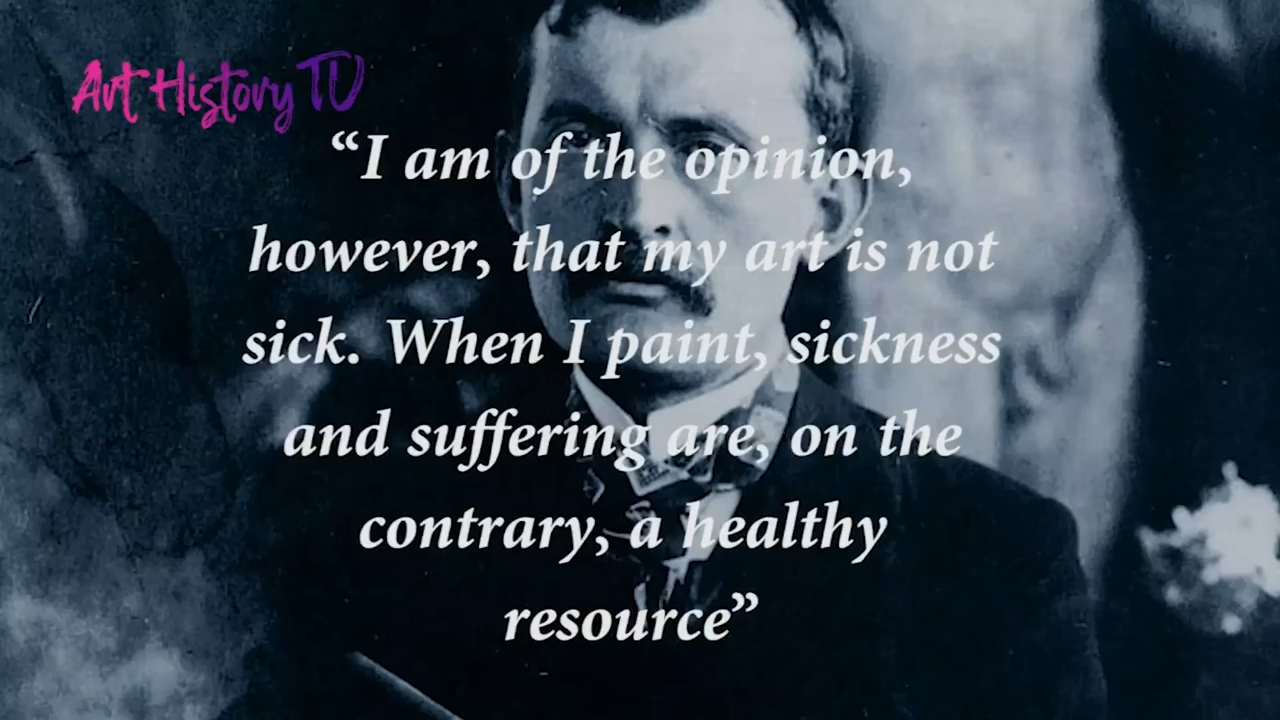 Art History TV
“I am of the opinion,
however, that my art is not
sick. When I paint, sickness
and suffering are, on the
contrary, a healthy
resource”